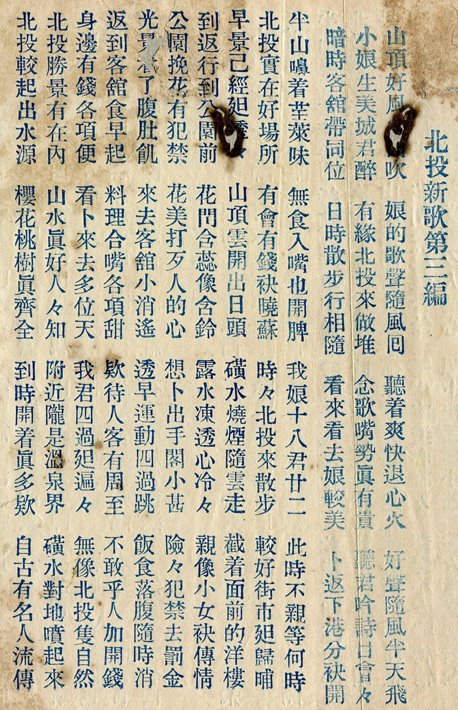 北投新歌第三編
山頂好風吹　娘的歌聲隨風囘　聽着爽快退心火　好聲隨風半天飛
小娘生美城君醉　有緣北投來做堆　念歌嘴勢眞有貴　聽君吟詩日會々
暗時客舘帶同位　日時散步行相隨　看來看去娘較美　卜返下港分袂開
半山嗅着荖葉味　無食入嘴也開脾　我娘十八君廿二　此時不親等何時
北投實在好場所　有會有錢袂曉蘇　時々北投來散步　較好街市𨑨歸晡
早景己經𨑨　山頂雲開出日頭　磺水燒煙隨雲走　截着面前的洋樓
到返行到公園前　花門含蕊像含鈴　露水凍透心冷々　親像小女袂傳情
公園挽花有犯禁　花美打歹人的心　想卜出手閣小甚　險々犯禁去罰金
光景看了腹肚飢　來去客舘小消遙　透早運動四過跳　飯食落腹隨時消
返到客舘食早起　料理合嘴各項甜　欵待人客有周至　不敢乎人加開錢
身邊有錢各項便　看卜來去多位天　我君四過𨑨遍々　無像北投隻自然
北投勝景有在內　山水眞好人々知　附近隴是溫泉界　磺水對地噴起來
北投較起出水源　櫻花桃樹眞齊全　到時開着眞多欵　自古有名人流傳